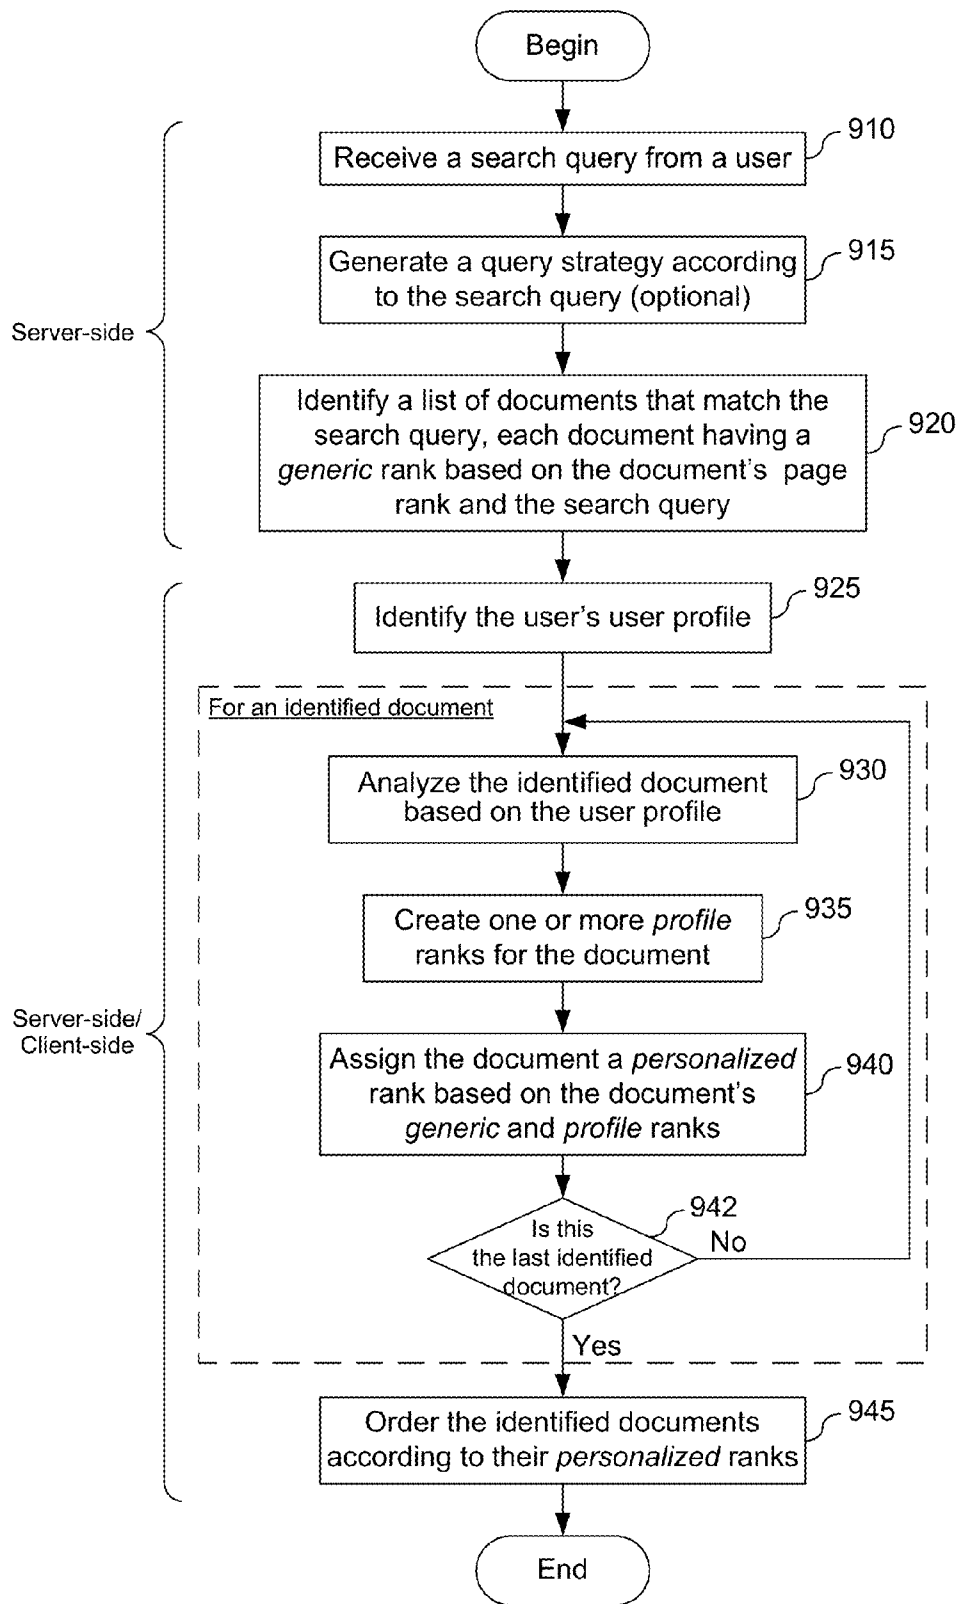 Begin
910
Receive a search query from a user
915
Generate a query strategy according
to the search query (optional)
Server-side
920
Identify a list of documents that match the
search query, each document having a
generic rank based on the document's page
rank and the search query
925
Identify the user's user profile
For an identified document
930
Analyze the identified document
based on the user profile
935
Create one or more profile
ranks for the document
Server-side/
Client-side
940
Assign the document a personalized
rank based on the document's
generic and profile ranks
942
Is this
the last identified
document?
No
Yes
945
Order the identified documents
according to their personalized ranks
End